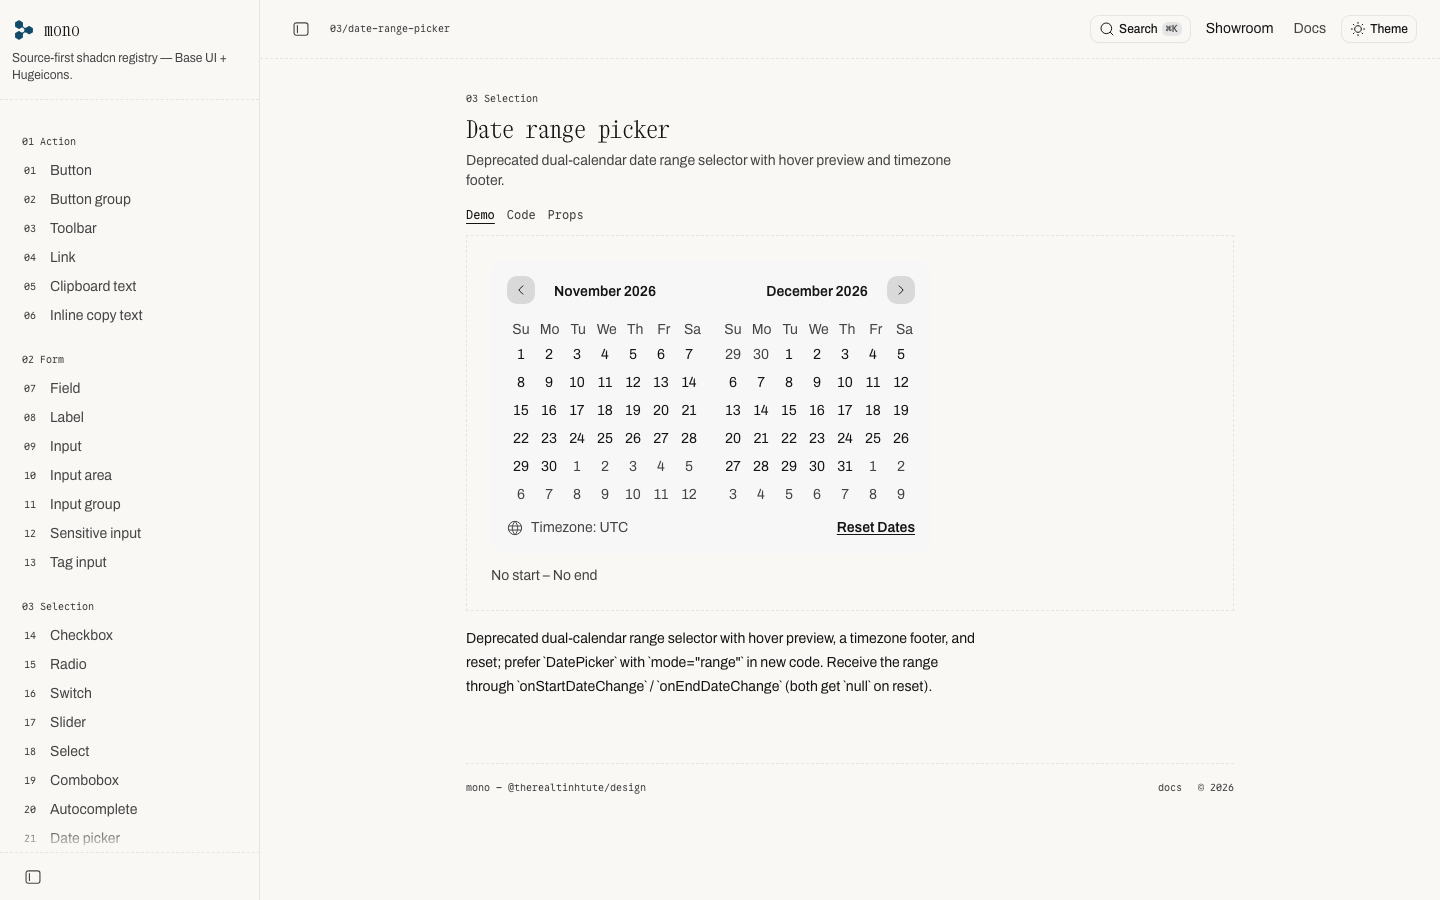 mono
Source-first shadcn registry — Base UI +
Hugeicons.
01 Action
01 Button
02 Button group
03 Toolbar
04 Link
05 Clipboard text
06 Inline copy text
02 Form
07 Field
08 Label
09 Input
10 Input area
11 Input group
12 Sensitive input
13 Tag input
03 Selection
14 Checkbox
15 Radio
16 Switch
17 Slider
18 Select
19 Combobox
20 Autocomplete
21 Date picker
03/date-range-picker
Search ⌘K
Showroom
Docs
Theme
03 Selection
Date range picker
Deprecated dual-calendar date range selector with hover preview and timezone
footer.
Demo Code Props
November 2026
Su Mo Tu We Th Fr Sa
1 2 3 4 5 6 7
8 9 10 11 12 13 14
15 16 17 18 19 20 21
22 23 24 25 26 27 28
29 30 1 2 3 4 5
6 7 8 9 10 11 12
December 2026
Su Mo Tu We Th Fr Sa
29 30 1 2 3 4 5
6 7 8 9 10 11 12
13 14 15 16 17 18 19
20 21 22 23 24 25 26
27 28 29 30 31 1 2
3 4 5 6 7 8 9
Timezone: UTC
Reset Dates
No start – No end
Deprecated dual-calendar range selector with hover preview, a timezone footer, and
reset; prefer `DatePicker` with `mode="range"` in new code. Receive the range
through `onStartDateChange` / `onEndDateChange` (both get `null` on reset).
mono — @therealtinhtute/design
docs © 2026